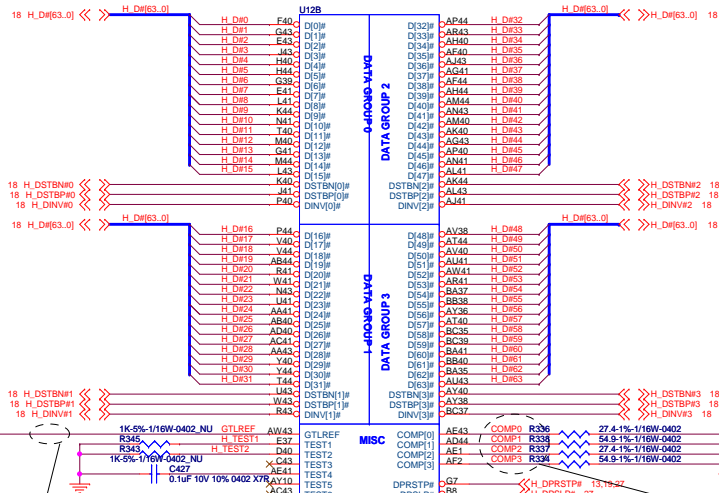 U12B
18 H_D#[63..0] H_D#[63..0] H_D#[63..0] H_D#[63..0] 18
H_D#0 F40 D[0]# D[32]# AP44 H_D#32
H_D#1 G43 D[1]# D[33]# AR43 H_D#33
H_D#2 E43 D[2]# D[34]# AH40 H_D#34
H_D#3 J43 D[3]# D[35]# AF40 H_D#35
H_D#4 H40 D[4]# D[36]# AJ43 H_D#36
H_D#5 H44 D[5]# D[37]# AG41 H_D#37
H_D#6 G39 D[6]# D[38]# AF44 H_D#38
H_D#7 E41 D[7]# D[39]# AH44 H_D#39
H_D#8 L41 D[8]# D[40]# AM44 H_D#40
H_D#9 K44 D[9]# D[41]# AN43 H_D#41
H_D#10 N41 D[10]# D[42]# AM40 H_D#42
H_D#11 T40 D[11]# D[43]# AK40 H_D#43
H_D#12 M40 D[12]# D[44]# AG43 H_D#44
H_D#13 G41 D[13]# D[45]# AP40 H_D#45
H_D#14 M44 D[14]# D[46]# AN41 H_D#46
H_D#15 L43 D[15]# D[47]# AL41 H_D#47
18 H_DSTBN#0 K40 DSTBN[0]# DSTBN[2]# AK44 H_DSTBN#2 18
18 H_DSTBP#0 J41 DSTBP[0]# DSTBP[2]# AL43 H_DSTBP#2 18
18 H_DINV#0 P40 DINV[0]# DINV[2]# AJ41 H_DINV#2 18
DATA GROUP 0
DATA GROUP 2
18 H_D#[63..0] H_D#[63..0] H_D#[63..0] H_D#[63..0] 18
H_D#16 P44 D[16]# D[48]# AV38 H_D#48
H_D#17 V40 D[17]# D[49]# AT44 H_D#49
H_D#18 V44 D[18]# D[50]# AV40 H_D#50
H_D#19 AB44 D[19]# D[51]# AU41 H_D#51
H_D#20 R41 D[20]# D[52]# AW41 H_D#52
H_D#21 W41 D[21]# D[53]# AR41 H_D#53
H_D#22 N43 D[22]# D[54]# BA37 H_D#54
H_D#23 U41 D[23]# D[55]# BB38 H_D#55
H_D#24 AA41 D[24]# D[56]# AY36 H_D#56
H_D#25 AB40 D[25]# D[57]# AT40 H_D#57
H_D#26 AD40 D[26]# D[58]# BC35 H_D#58
H_D#27 AC41 D[27]# D[59]# BC39 H_D#59
H_D#28 AA43 D[28]# D[60]# BA41 H_D#60
H_D#29 Y40 D[29]# D[61]# BB40 H_D#61
H_D#30 Y44 D[30]# D[62]# BA35 H_D#62
H_D#31 T44 D[31]# D[63]# AU43 H_D#63
18 H_DSTBN#1 U43 DSTBN[1]# DSTBN[3]# AY40 H_DSTBN#3 18
18 H_DSTBP#1 W43 DSTBP[1]# DSTBP[3]# AY38 H_DSTBP#3 18
18 H_DINV#1 R43 DINV[1]# DINV[3]# BC37 H_DINV#3 18
DATA GROUP 1
DATA GROUP 3
1K-5%-1/16W-0402_NU GTLREF AW43 GTLREF MISC COMP[0] AE43 COMP0 R336 27.4-1%-1/16W-0402
R345 H_TEST1 E37 TEST1 COMP[1] AD44 COMP1 R338 54.9-1%-1/16W-0402
R343 H_TEST2 D40 TEST2 COMP[2] AE1 COMP2 R337 27.4-1%-1/16W-0402
1K-5%-1/16W-0402_NU C43 TEST3 COMP[3] AF2 COMP3 R334 54.9-1%-1/16W-0402
C427 AE41 TEST4
0.1uF 10V 10% 0402 X7R AY10 TEST5 DPRSTP# G7 H_DPRSTP# 13,19,27
AC43 B8